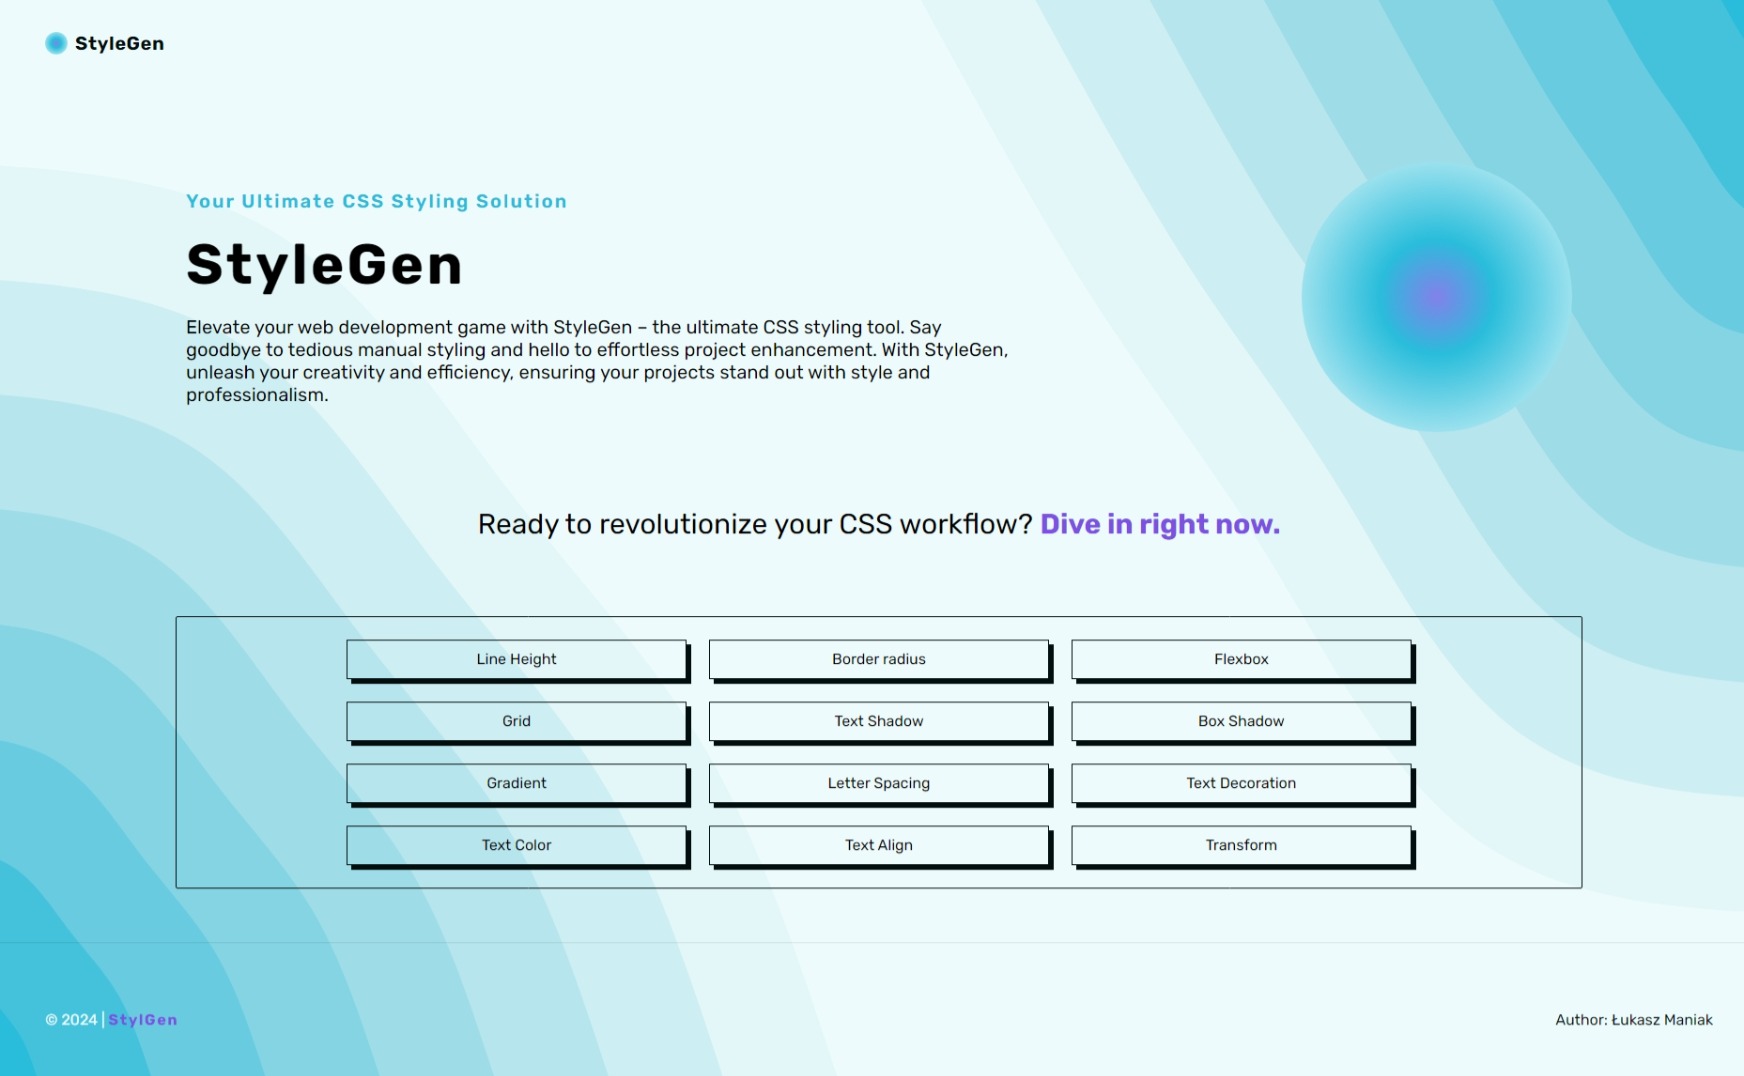 StyleGen
Your Ultimate CSS Styling Solution
StyleGen
Elevate your web development game with StyleGen – the ultimate CSS styling tool. Say
goodbye to tedious manual styling and hello to effortless project enhancement. With StyleGen,
unleash your creativity and efficiency, ensuring your projects stand out with style and
professionalism.
Ready to revolutionize your CSS workflow? Dive in right now.
Line Height
Border radius
Flexbox
Grid
Text Shadow
Box Shadow
Gradient
Letter Spacing
Text Decoration
Text Color
Text Align
Transform
© 2024 | StylGen
Author: Łukasz Maniak